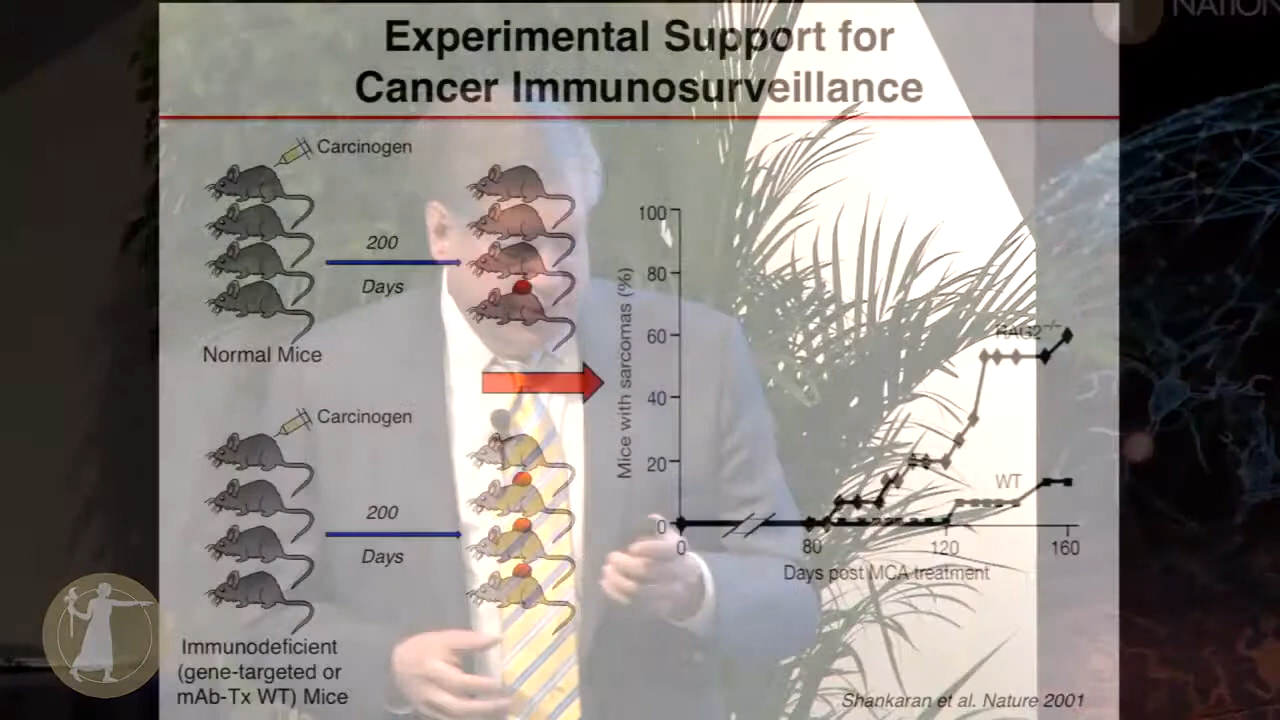 NATION
Experimental Support for
Cancer Immunosurveillance
Carcinogen
200
Days
Normal Mice
Carcinogen
200
Days
Immunodeficient
(gene-targeted or
mAb-Tx WT) Mice
Mice with sarcomas (%)
100
80
60
40
20
0
RAG2-/-
WT
0
80
120
160
Days post MCA treatment
Shankaran et al. Nature 2001